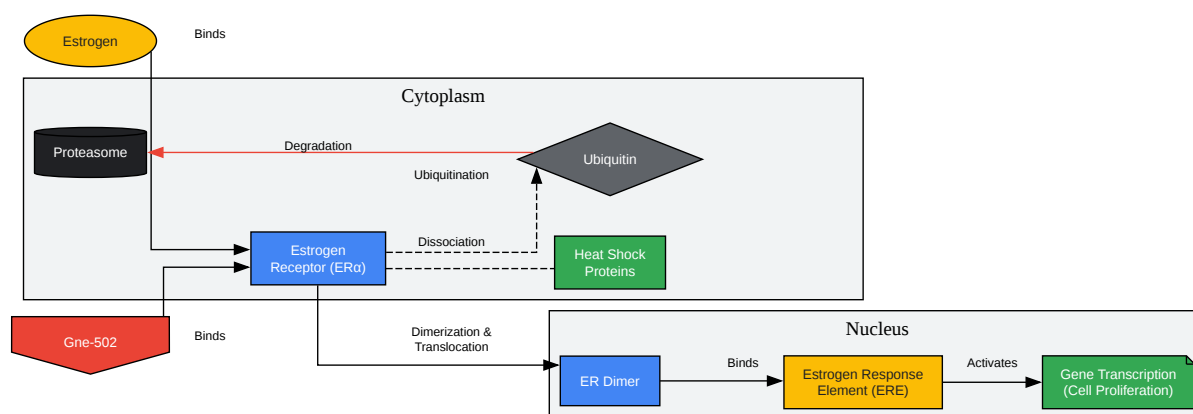 Estrogen
Binds
Cytoplasm
Proteasome
Degradation
Ubiquitin
Ubiquitination
Estrogen
Receptor (ERα)
Dissociation
Heat Shock
Proteins
Gne-502
Binds
Dimerization &
Translocation
Nucleus
ER Dimer
Binds
Estrogen Response
Element (ERE)
Activates
Gene Transcription
(Cell Proliferation)